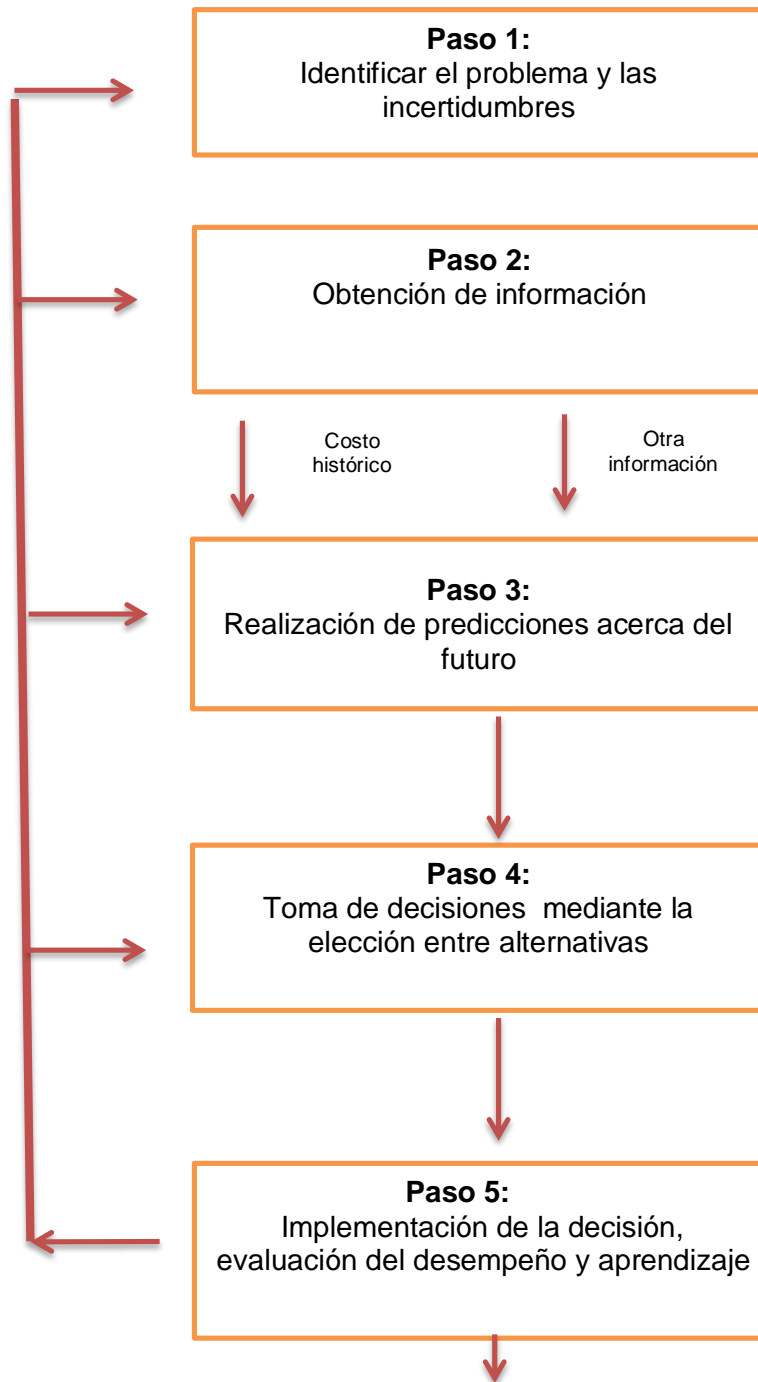 Paso 1:
Identificar el problema y las
incertidumbres
Paso 2:
Obtención de información
Costo
histórico
Otra
información
Paso 3:
Realización de predicciones acerca del
futuro
Paso 4:
Toma de decisiones  mediante la
elección entre alternativas
Paso 5:
Implementación de la decisión,
evaluación del desempeño y aprendizaje